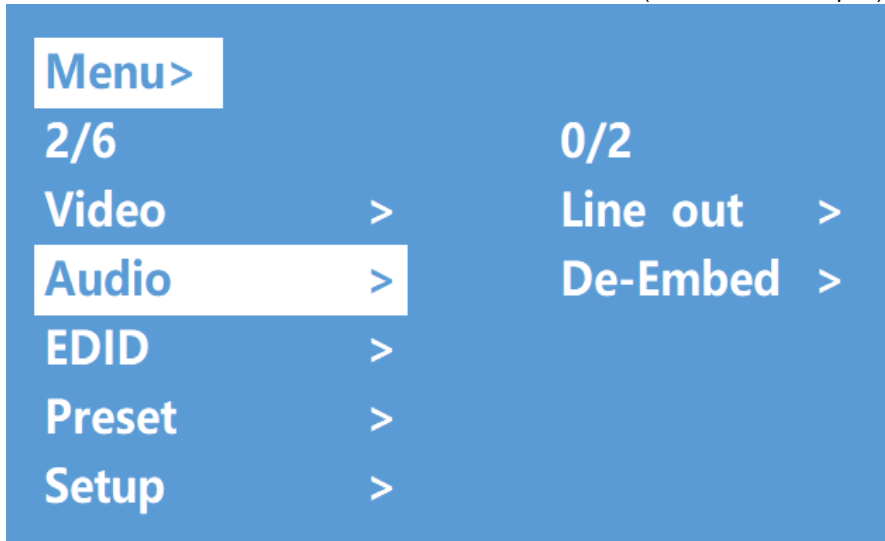 Menu>
2/6 0/2
Video > Line out >
Audio > De-Embed >
EDID >
Preset >
Setup >